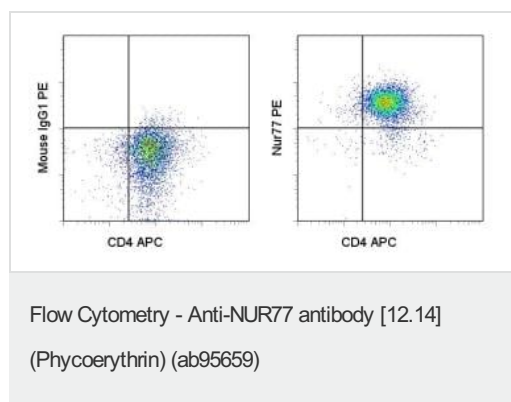 Mouse IgG1 PE
CD4 APC
Nur77 PE
CD4 APC
Flow Cytometry - Anti-NUR77 antibody [12.14]
(Phycoerythrin) (ab95659)